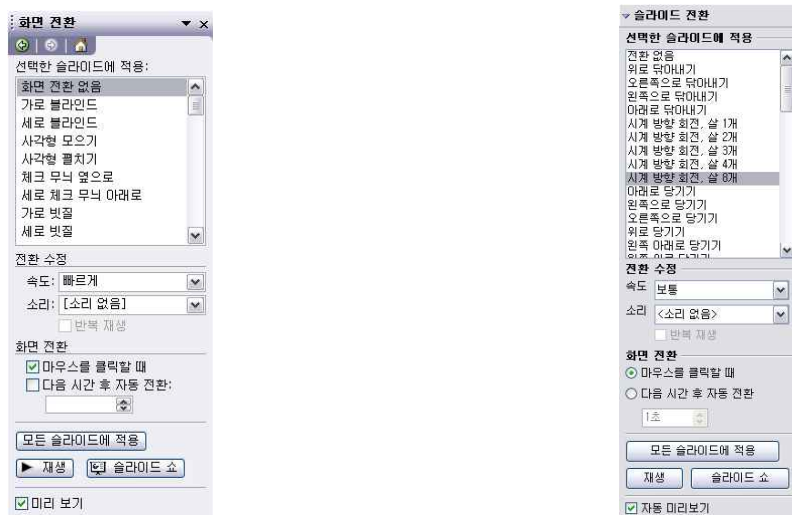 화면 전환
선택한 슬라이드에 적용:
화면 전환 없음
가로 블라인드
세로 블라인드
사각형 모으기
사각형 펼치기
체크 무늬 옆으로
세로 체크 무늬 아래로
가로 빗질
세로 빗질
전환 수정
속도: 빠르게
소리: [소리 없음]
반복 재생
화면 전환
마우스를 클릭할 때
다음 시간 후 자동 전환:
모든 슬라이드에 적용
재생 슬라이드 쇼
미리 보기
슬라이드 전환
선택한 슬라이드에 적용
전환 없음
위로 닦아내기
오른쪽으로 닦아내기
왼쪽으로 닦아내기
아래로 닦아내기
시계 방향 회전, 살 1개
시계 방향 회전, 살 2개
시계 방향 회전, 살 3개
시계 방향 회전, 살 4개
시계 방향 회전, 살 8개
아래로 당기기
왼쪽으로 당기기
오른쪽으로 당기기
위로 당기기
왼쪽 아래로 당기기
왼쪽 위로 당기기
전환 수정
속도 보통
소리 <소리 없음>
반복 재생
화면 전환
마우스를 클릭할 때
다음 시간 후 자동 전환
1초
모든 슬라이드에 적용
재생 슬라이드 쇼
자동 미리보기